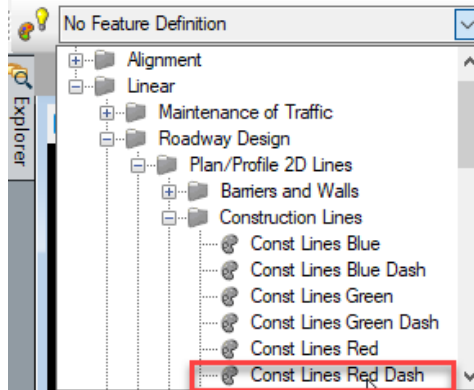 No Feature Definition
Explorer
Alignment
Linear
Maintenance of Traffic
Roadway Design
Plan/Profile 2D Lines
Barriers and Walls
Construction Lines
Const Lines Blue
Const Lines Blue Dash
Const Lines Green
Const Lines Green Dash
Const Lines Red
Const Lines Red Dash